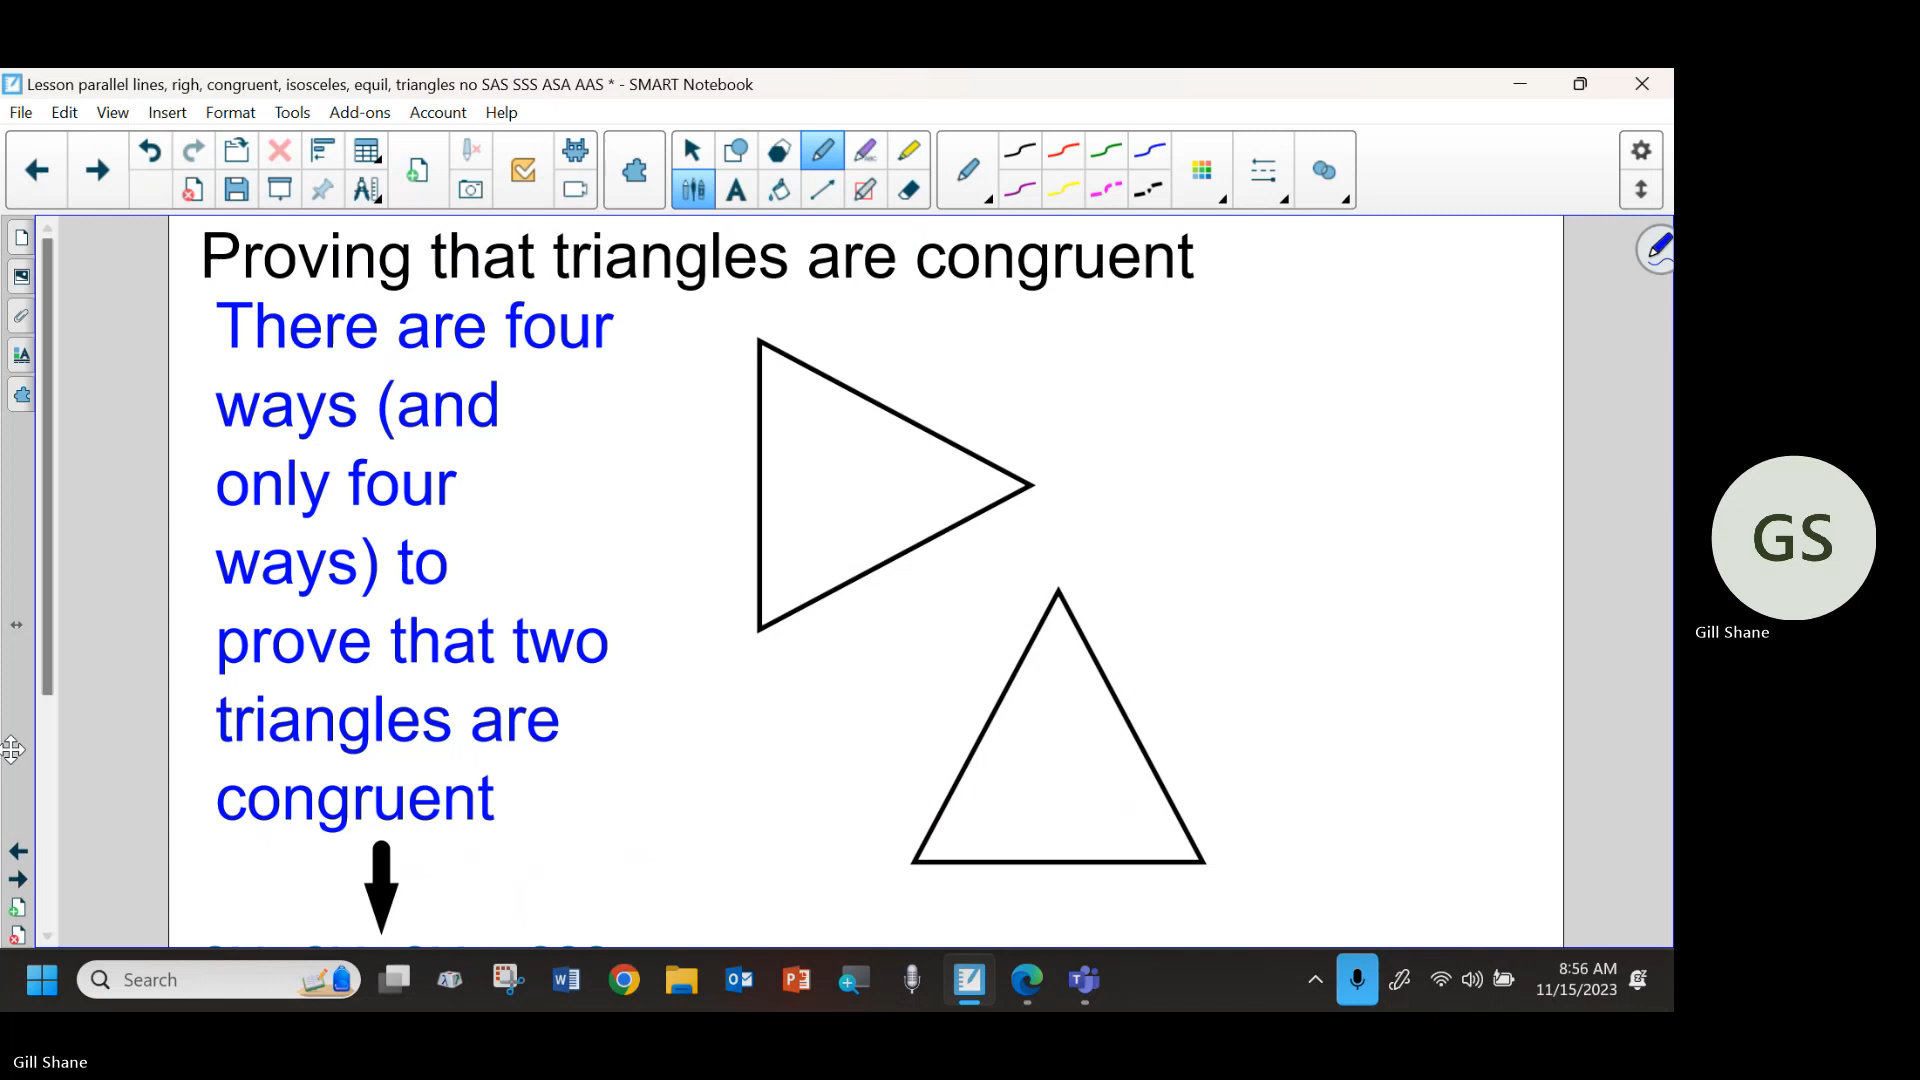 Lesson parallel lines, righ, congruent, isosceles, equil, triangles no SAS SSS ASA AAS * - SMART Notebook
File Edit View Insert Format Tools Add-ons Account Help
Proving that triangles are congruent
There are four
ways (and
only four
ways) to
prove that two
triangles are
congruent
GS
Gill Shane
Search
8:56 AM
11/15/2023
Gill Shane